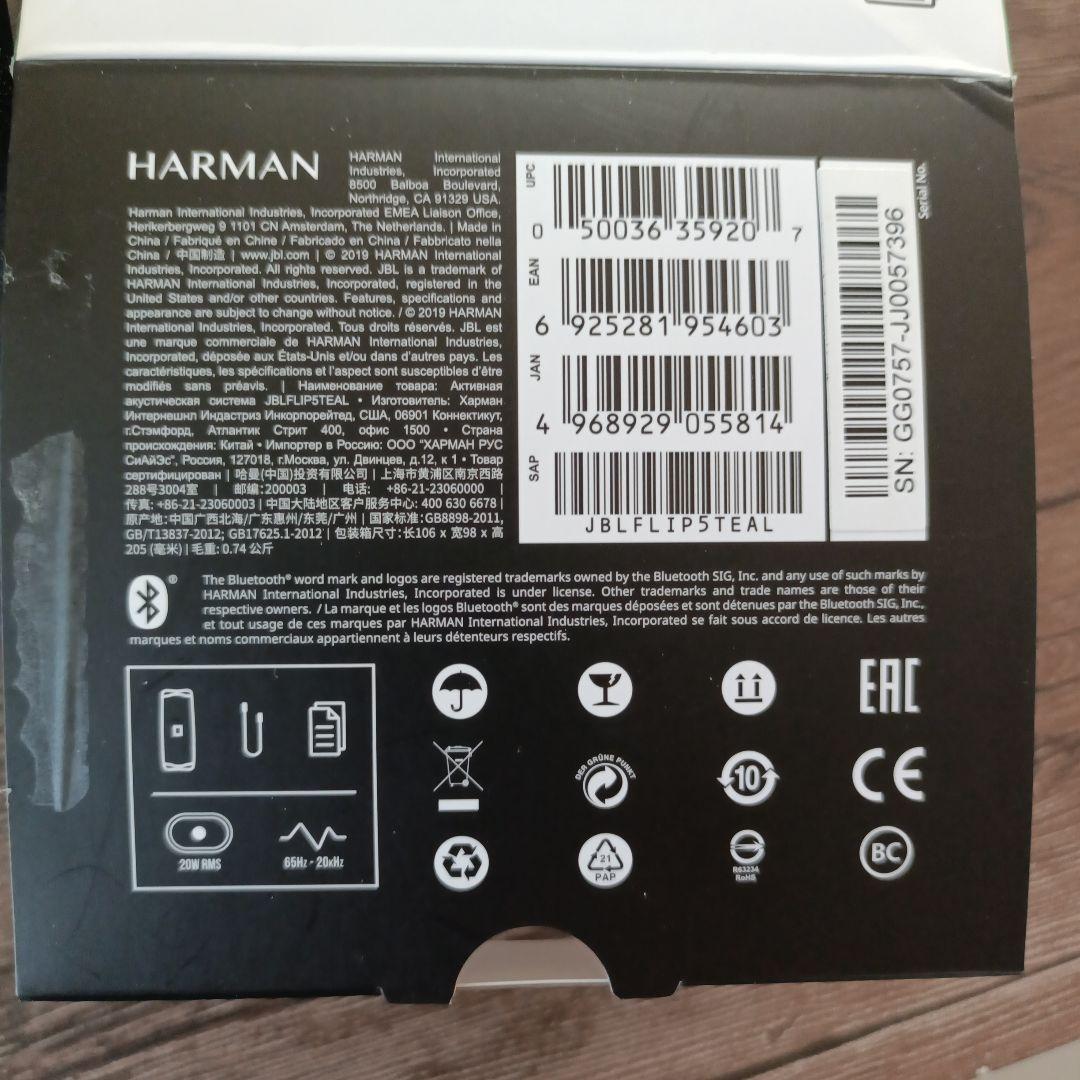 HARMAN
HARMAN International
Industries, Incorporated
8500 Balboa Boulevard,
Northridge, CA 91329 USA.
Harman International Industries, Incorporated EMEA Liaison Office,
Herikerbergweg 9 1101 CN Amsterdam, The Netherlands. | Made in
China / Fabriqué en Chine / Fabricado en China / Fabbricato nella
China / 中国制造 | www.jbl.com | © 2019 HARMAN International
Industries, Incorporated. All rights reserved. JBL is a trademark of
HARMAN International Industries, Incorporated, registered in the
United States and/or other countries. Features, specifications and
appearance are subject to change without notice. / © 2019 HARMAN
International Industries, Incorporated. Tous droits réservés. JBL est
une marque commerciale de HARMAN International Industries,
Incorporated, déposée aux États-Unis et/ou dans d'autres pays. Les
caractéristiques, les spécifications et l'aspect sont susceptibles d'être
modifiés sans préavis. | Наименование товара: Активная
акустическая система JBLFLIP5TEAL • Изготовитель: Харман
Интернешнл Индастриз Инкорпорейтед, США, 06901 Коннектикут,
г.Стэмфорд, Атлантик Стрит 400, офис 1500 • Страна
происхождения: Китай • Импортер в Россию: ООО "ХАРМАН РУС
СиАйЭс", Россия, 127018, г.Москва, ул. Двинцев, д.12, к 1 • Товар
сертифицирован | 哈曼(中国)投资有限公司 | 上海市黄浦区南京西路
288号3004室 | 邮编:200003 | 电话: +86-21-23060000 |
传真: +86-21-23060003 | 中国大陆地区客户服务中心: 400 630 6678 |
原产地:中国广西北海/广东惠州/东莞/广州 | 国家标准:GB8898-2011,
GB/T13837-2012; GB17625.1-2012 | 包装箱尺寸:长106 x 宽98 x 高
205 (毫米) | 毛重: 0.74 公斤
UPC
0 50036 35920 7
EAN
6 925281 954603
JAN
4 968929 055814
SAP
JBLFLIP5TEAL
Serial No.
SN: GG0757-JJ0057396
The Bluetooth® word mark and logos are registered trademarks owned by the Bluetooth SIG, Inc. and any use of such marks by
HARMAN International Industries, Incorporated is under license. Other trademarks and trade names are those of their
respective owners. / La marque et les logos Bluetooth® sont des marques déposées et sont détenues par the Bluetooth SIG, Inc.,
et tout usage de ces marques par HARMAN International Industries, Incorporated se fait sous accord de licence. Les autres
marques et noms commerciaux appartiennent à leurs détenteurs respectifs.
EAC
DER GRÜNE PUNKT
10
CE
20W RMS
65Hz - 20kHz
21
PAP
R63234
RoHS
BC